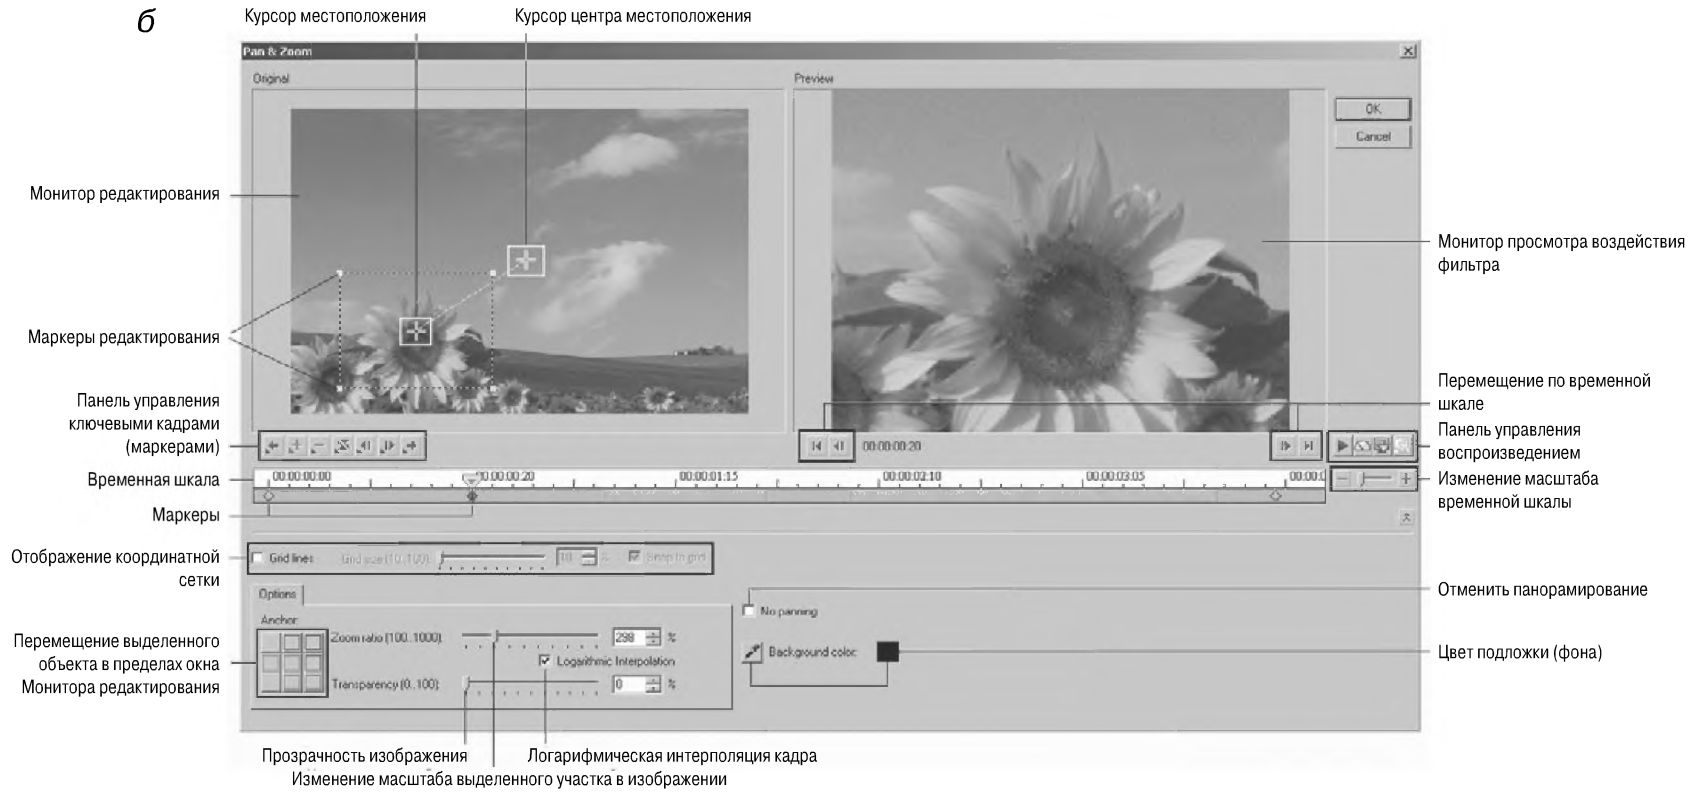 б
Курсор местоположения
Курсор центра местоположения
Pan & Zoom
Original
Preview
OK
Cancel
Монитор редактирования
Монитор просмотра воздействия
фильтра
Маркеры редактирования
Перемещение по временной
шкале
Панель управления
ключевыми кадрами
(маркерами)
Панель управления
воспроизведением
00:00:00:20
Временная шкала
00:00:00:00
00:00:00:20
00:00:01:15
00:00:02:10
00:00:03:05
Изменение масштаба
временной шкалы
Маркеры
Отображение координатной
сетки
Grid lines
Grid size (10..100):
10
%
Snap to grid
Отменить панорамирование
Options
No panning
Anchor:
Перемещение выделенного
объекта в пределах окна
Монитора редактирования
Zoom ratio (100..1000):
298
%
Logarithmic Interpolation
Transparency (0..100):
0
%
Background color:
Цвет подложки (фона)
Прозрачность изображения
Логарифмическая интерполяция кадра
Изменение масштаба выделенного участка в изображении